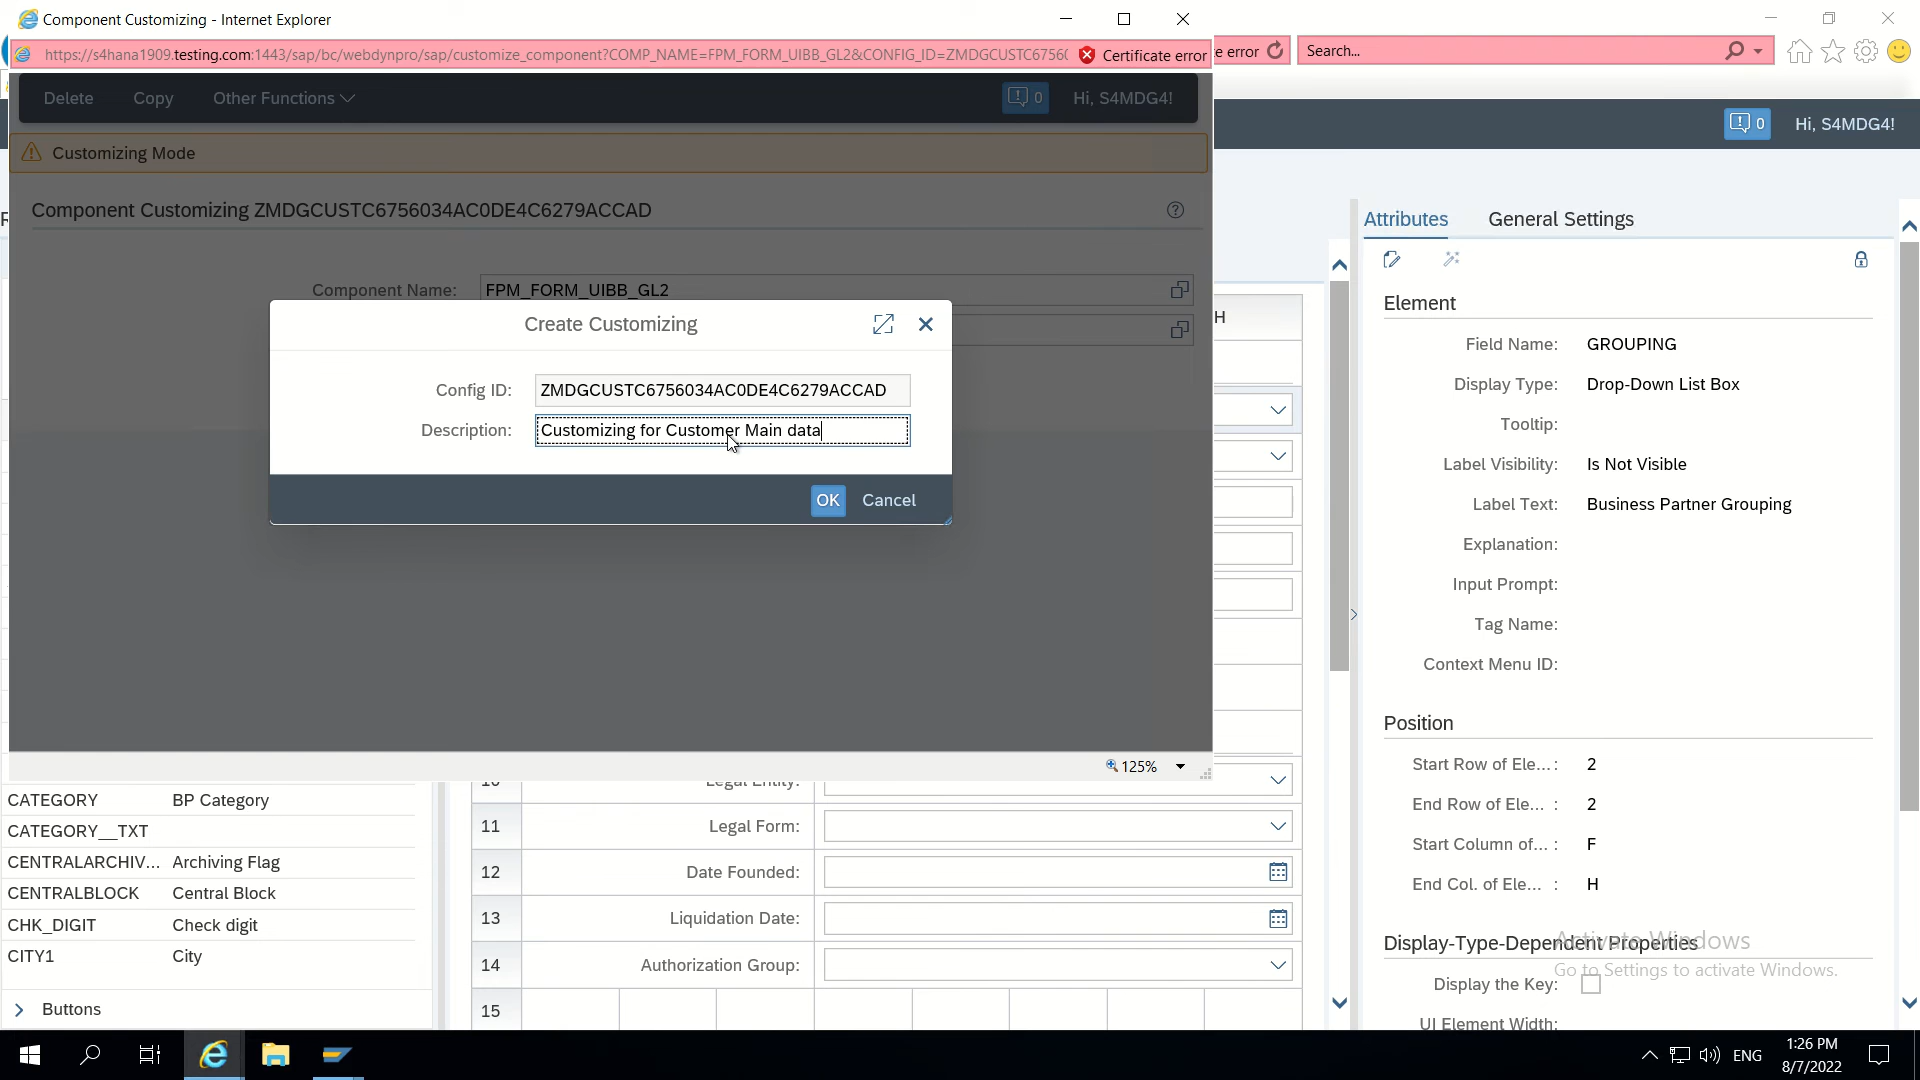 Component Customizing - Internet Explorer
https://s4hana1909.testing.com:1443/sap/bc/webdynpro/sap/customize_component?COMP_NAME=FPM_FORM_UIBB_GL2&CONFIG_ID=ZMDGCUSTC6756
Certificate error
e error
Search...
Delete
Copy
Other Functions
0
Hi, S4MDG4!
0
Hi, S4MDG4!
Customizing Mode
Component Customizing ZMDGCUSTC6756034AC0DE4C6279ACCAD
Component Name:
FPM_FORM_UIBB_GL2
Create Customizing
Config ID:
ZMDGCUSTC6756034AC0DE4C6279ACCAD
Description:
Customizing for Customer Main data
OK
Cancel
125%
H
CATEGORY
BP Category
CATEGORY__TXT
CENTRALARCHIV...
Archiving Flag
CENTRALBLOCK
Central Block
CHK_DIGIT
Check digit
CITY1
City
Buttons
10
Legal Entity:
11
Legal Form:
12
Date Founded:
13
Liquidation Date:
14
Authorization Group:
15
Attributes
General Settings
Element
Field Name:
GROUPING
Display Type:
Drop-Down List Box
Tooltip:
Label Visibility:
Is Not Visible
Label Text:
Business Partner Grouping
Explanation:
Input Prompt:
Tag Name:
Context Menu ID:
Position
Start Row of Ele... :
2
End Row of Ele... :
2
Start Column of... :
F
End Col. of Ele... :
H
Display-Type-Dependent Properties
Activate Windows
Go to Settings to activate Windows.
Display the Key:
UI Element Width:
ENG
1:26 PM
8/7/2022